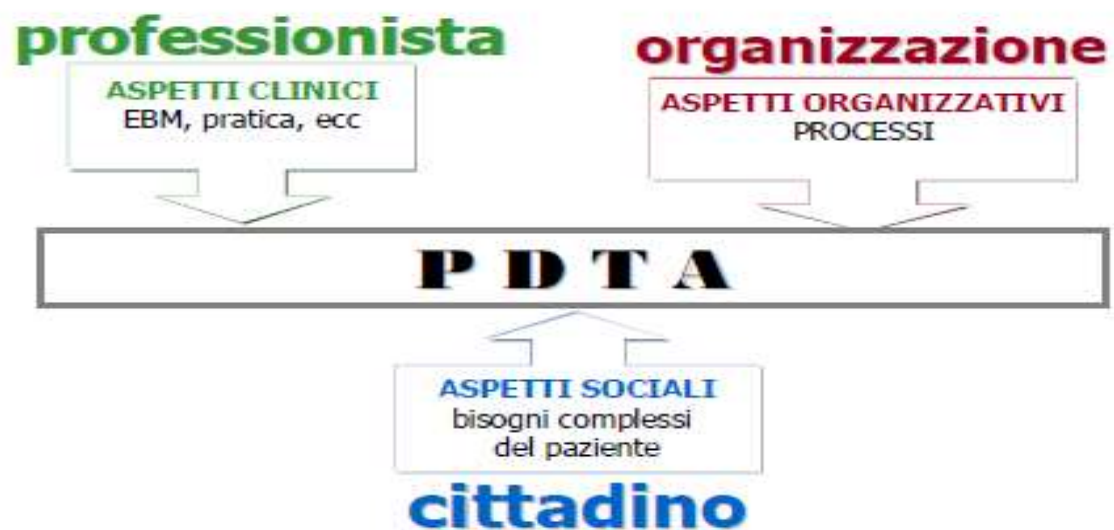 professionista
ASPETTI CLINICI
EBM, pratica, ecc
organizzazione
ASPETTI ORGANIZZATIVI
PROCESSI
P D T A
ASPETTI SOCIALI
bisogni complessi
del paziente
cittadino